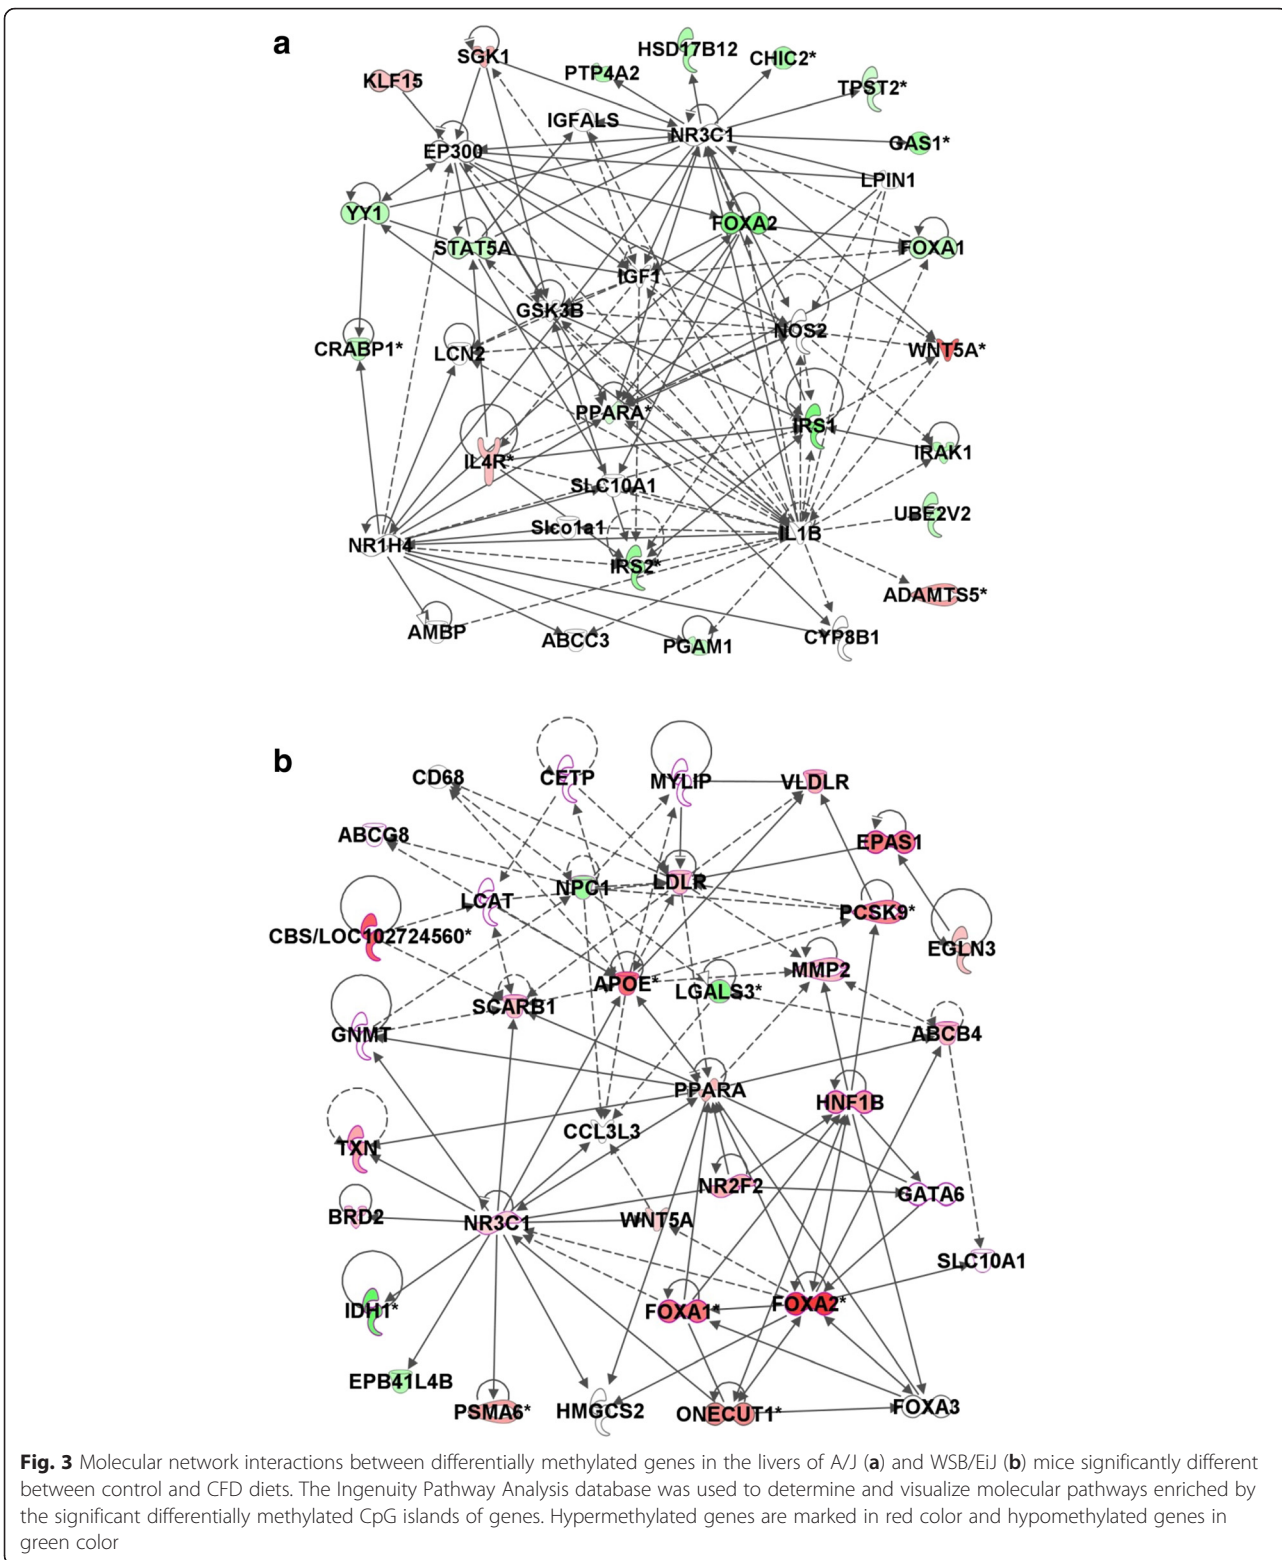 a
HSD17B12
SGK1
CHIC2*
PTP4A2
KLF15
TPST2*
IGFALS
NR3C1
GAS1*
EP300
LPIN1
YY1
FOXA2
STAT5A
FOXA1
IGF1
GSK3B
NOS2
CRABP1*
LCN2
WNT5A*
PPARA*
IRS1
IRAK1
IL4R*
SLC10A1
UBE2V2
Slco1a1
IL1B
NR1H4
IRS2*
ADAMTS5*
AMBP
ABCC3
PGAM1
CYP8B1
b
CD68
CETP
MYLIP
VLDLR
ABCG8
EPAS1
NPC1
LDLR
LCAT
PCSK9*
CBS/LOC102724560*
EGLN3
MMP2
APOE*
LGALS3*
SCARB1
GNMT
ABCB4
PPARA
HNF1B
CCL3L3
TXN
NR2F2
GATA6
BRD2
NR3C1
WNT5A
SLC10A1
IDH1*
FOXA1*
FOXA2*
EPB41L4B
PSMA6*
HMGCS2
ONECUT1*
FOXA3
Fig. 3 Molecular network interactions between differentially methylated genes in the livers of A/J (a) and WSB/EiJ (b) mice significantly different
between control and CFD diets. The Ingenuity Pathway Analysis database was used to determine and visualize molecular pathways enriched by
the significant differentially methylated CpG islands of genes. Hypermethylated genes are marked in red color and hypomethylated genes in
green color